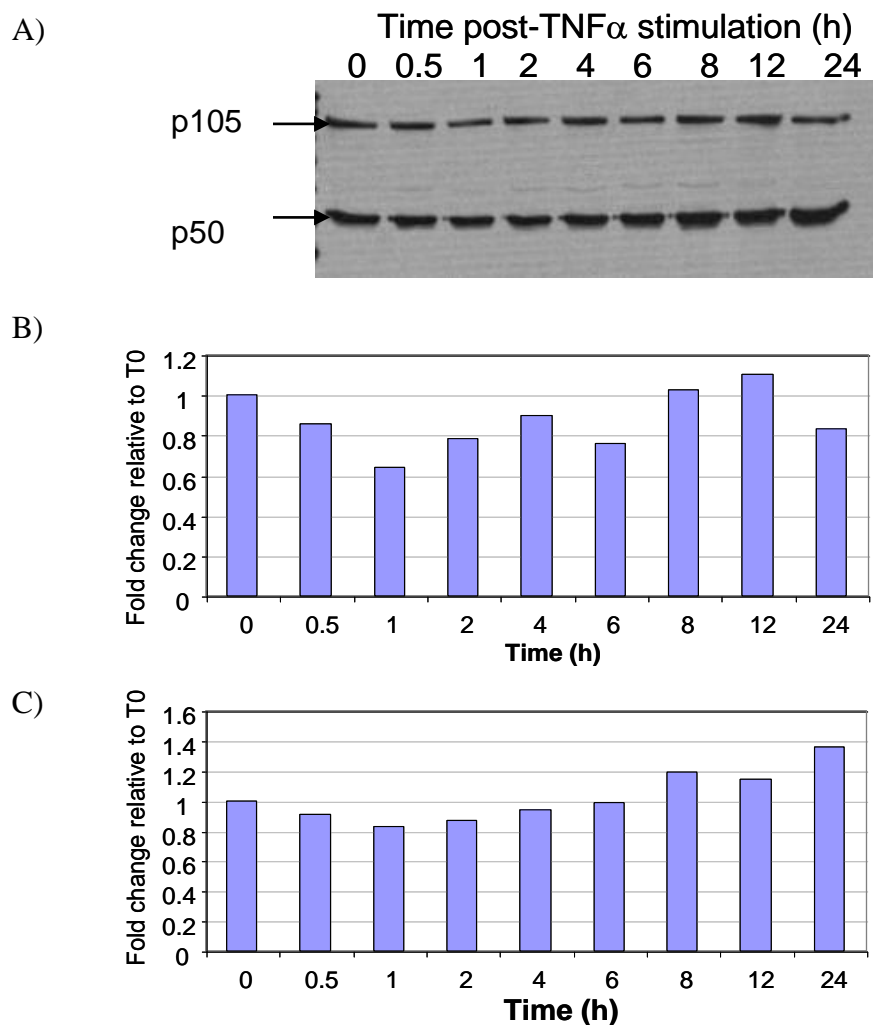 A)
Time post-TNFα stimulation (h)
0 0.5 1 2 4 6 8 12 24
p105
p50
B)
Fold change relative to T0
1.2
1
0.8
0.6
0.4
0.2
0
0 0.5 1 2 4 6 8 12 24
Time (h)
C)
Fold change relative to T0
1.6
1.4
1.2
1
0.8
0.6
0.4
0.2
0
0 0.5 1 2 4 6 8 12 24
Time (h)